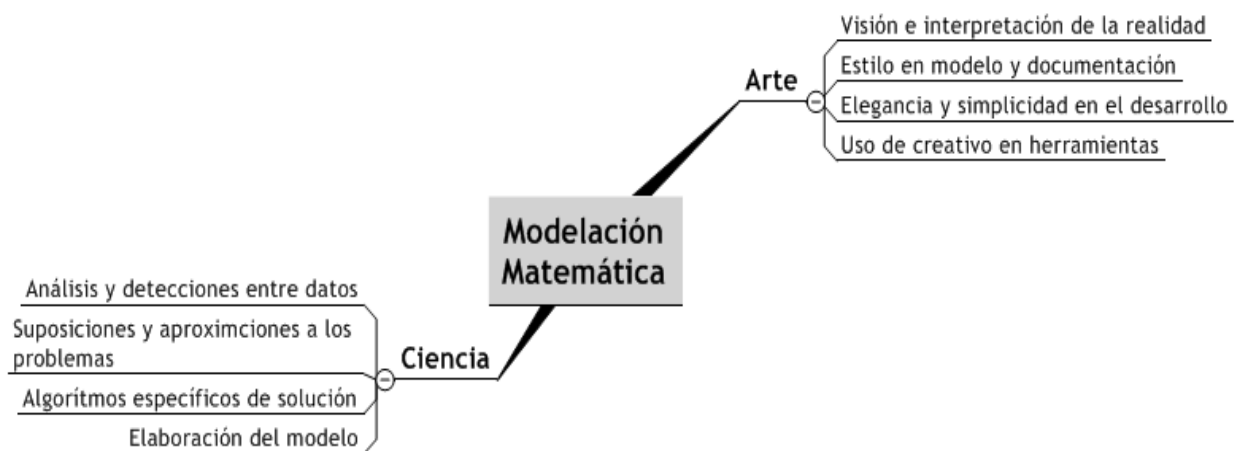 Visión e interpretación de la realidad
Arte
Estilo en modelo y documentación
Elegancia y simplicidad en el desarrollo
Uso de creativo en herramientas
Modelación
Matemática
Análisis y detecciones entre datos
Suposiciones y aproximciones a los
problemas
Ciencia
Algorítmos específicos de solución
Elaboración del modelo